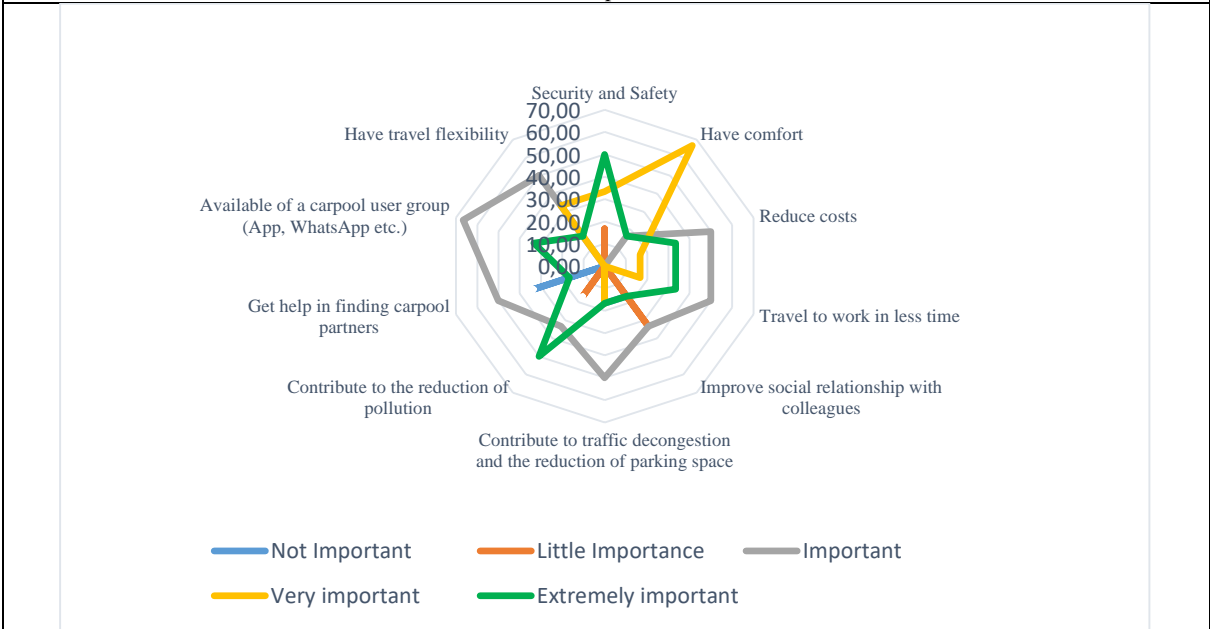 Security and Safety
70,00
60,00
50,00
40,00
30,00
20,00
10,00
0,00
Have comfort
Reduce costs
Travel to work in less time
Improve social relationship with
colleagues
Contribute to traffic decongestion
and the reduction of parking space
Contribute to the reduction of
pollution
Get help in finding carpool
partners
Available of a carpool user group
(App, WhatsApp etc.)
Have travel flexibility
Not Important
Little Importance
Important
Very important
Extremely important